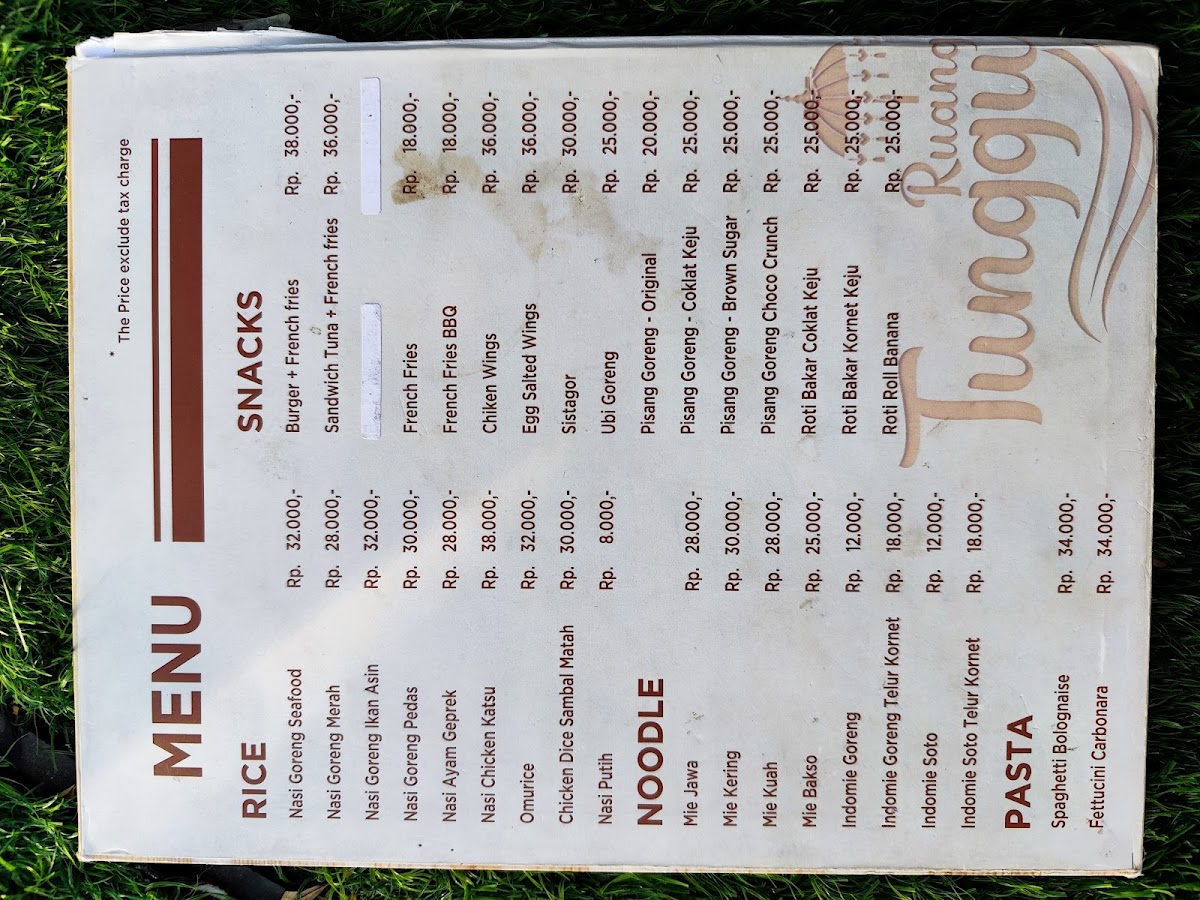 * The Price exclude tax charge
MENU
RICE
Nasi Goreng Seafood Rp. 32.000,-
Nasi Goreng Merah Rp. 28.000,-
Nasi Goreng Ikan Asin Rp. 32.000,-
Nasi Goreng Pedas Rp. 30.000,-
Nasi Ayam Geprek Rp. 28.000,-
Nasi Chicken Katsu Rp. 38.000,-
Omurice Rp. 32.000,-
Chicken Dice Sambal Matah Rp. 30.000,-
Nasi Putih Rp. 8.000,-
NOODLE
Mie Jawa Rp. 28.000,-
Mie Kering Rp. 30.000,-
Mie Kuah Rp. 28.000,-
Mie Bakso Rp. 25.000,-
Indomie Goreng Rp. 12.000,-
Indomie Goreng Telur Kornet Rp. 18.000,-
Indomie Soto Rp. 12.000,-
Indomie Soto Telur Kornet Rp. 18.000,-
PASTA
Spaghetti Bolognaise Rp. 34.000,-
Fettucini Carbonara Rp. 34.000,-
SNACKS
Burger + French fries Rp. 38.000,-
Sandwich Tuna + French fries Rp. 36.000,-
French Fries Rp. 18.000,-
French Fries BBQ Rp. 18.000,-
Chiken Wings Rp. 36.000,-
Egg Salted Wings Rp. 36.000,-
Sistagor Rp. 30.000,-
Ubi Goreng Rp. 25.000,-
Pisang Goreng - Original Rp. 20.000,-
Pisang Goreng - Coklat Keju Rp. 25.000,-
Pisang Goreng - Brown Sugar Rp. 25.000,-
Pisang Goreng Choco Crunch Rp. 25.000,-
Roti Bakar Coklat Keju Rp. 25.000,-
Roti Bakar Kornet Keju Rp. 25.000,-
Roti Roll Banana Rp. 25.000,-
Ruang
Tunggu